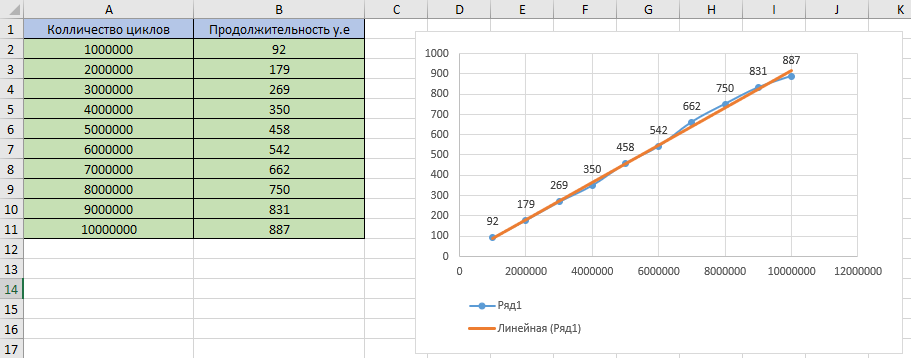 A B C D E F G H I J K
1 Колличество циклов Продолжительность у.е
2 1000000 92
3 2000000 179
4 3000000 269
5 4000000 350
6 5000000 458
7 6000000 542
8 7000000 662
9 8000000 750
10 9000000 831
11 10000000 887
12
13
14
15
16
17
1000
900
800
700
600
500
400
300
200
100
0
92 179 269 350 458 542 662 750 831 887
0 2000000 4000000 6000000 8000000 10000000 12000000
Ряд1
Линейная (Ряд1)